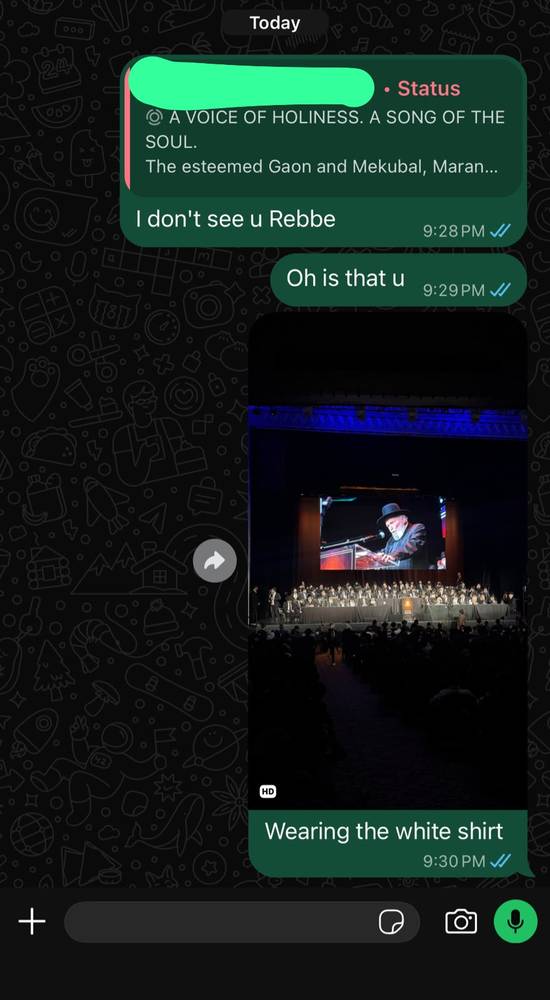 Today
• Status
A VOICE OF HOLINESS. A SONG OF THE
SOUL.
The esteemed Gaon and Mekubal, Maran...
I don't see u Rebbe
9:28 PM
Oh is that u
9:29 PM
HD
Wearing the white shirt
9:30 PM